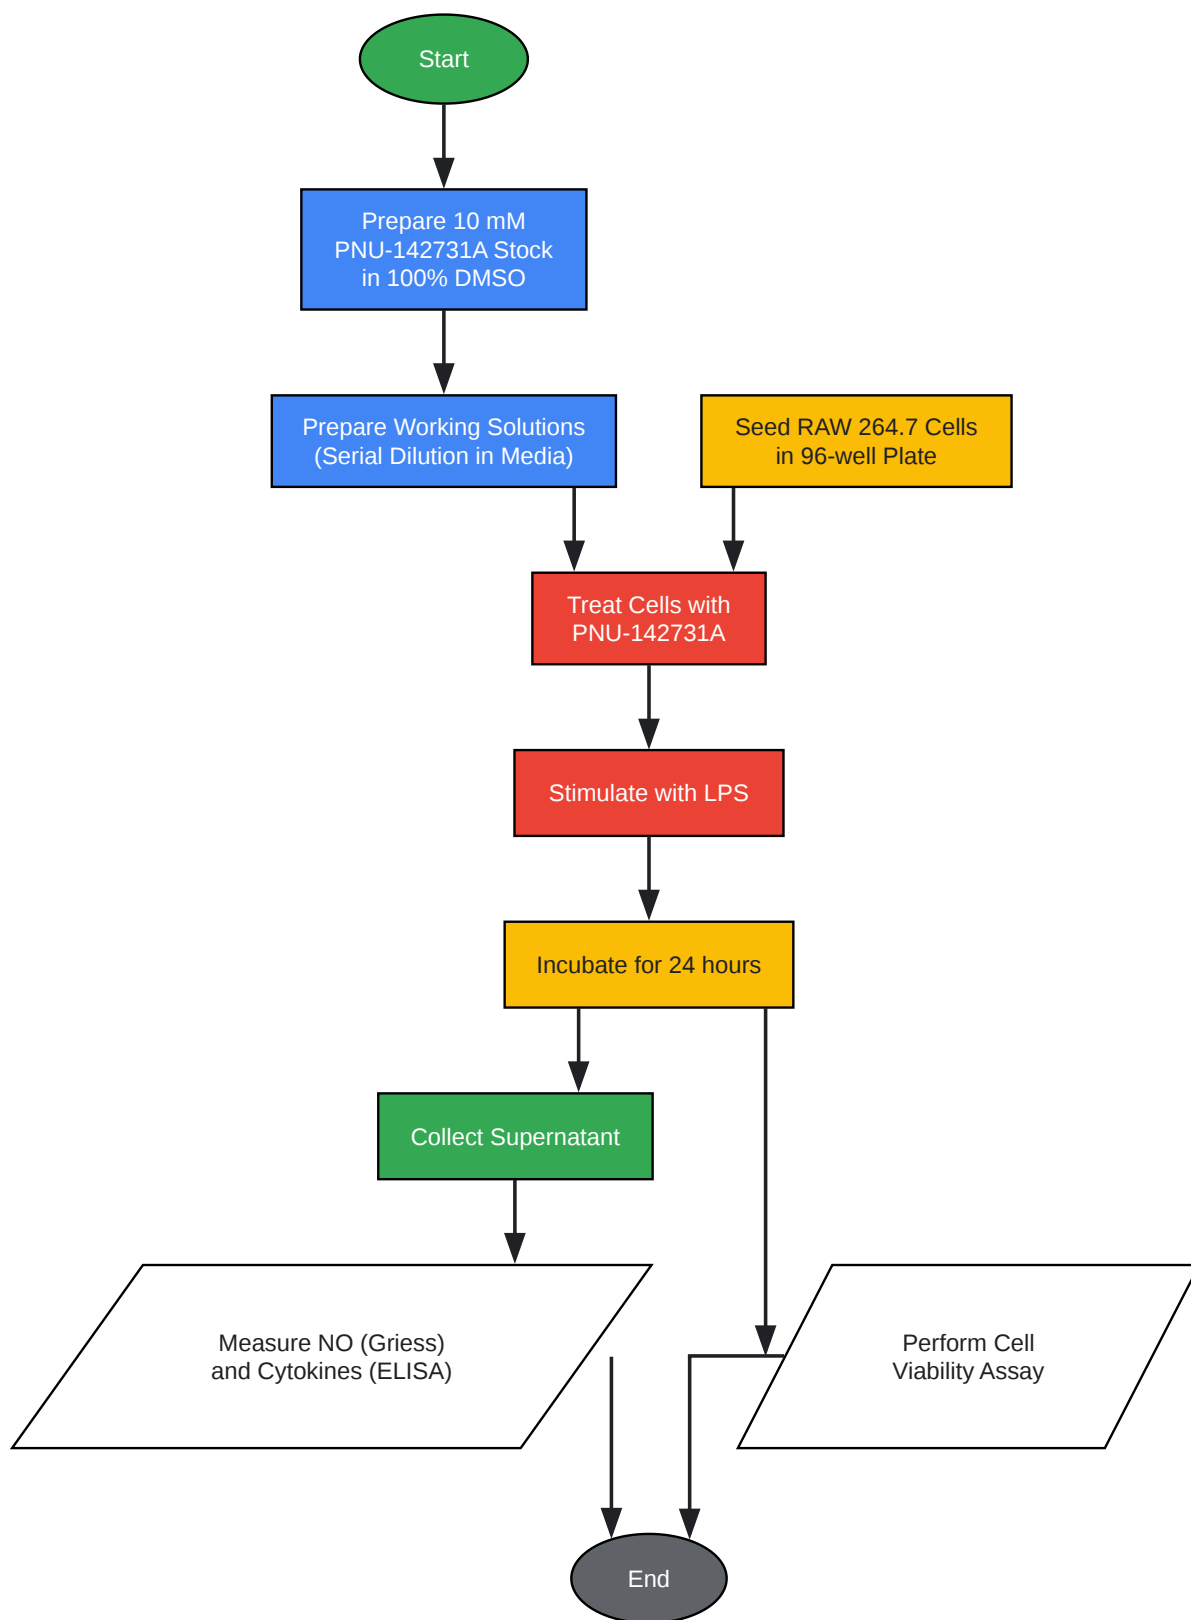 Start
Prepare 10 mM
PNU-142731A Stock
in 100% DMSO
Prepare Working Solutions
(Serial Dilution in Media)
Seed RAW 264.7 Cells
in 96-well Plate
Treat Cells with
PNU-142731A
Stimulate with LPS
Incubate for 24 hours
Collect Supernatant
Measure NO (Griess)
and Cytokines (ELISA)
Perform Cell
Viability Assay
End